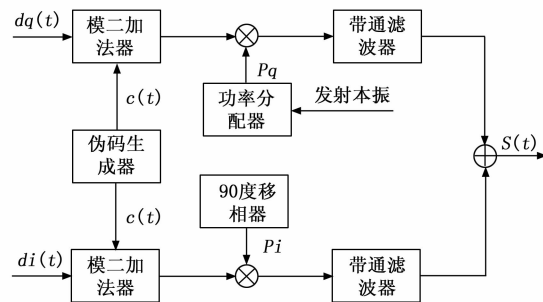 dq(t)
模二加
法器
带通滤
波器
Pq
c(t)
功率分
配器
发射本振
伪码生
成器
S(t)
c(t)
90度移
相器
Pi
di(t)
模二加
法器
带通滤
波器